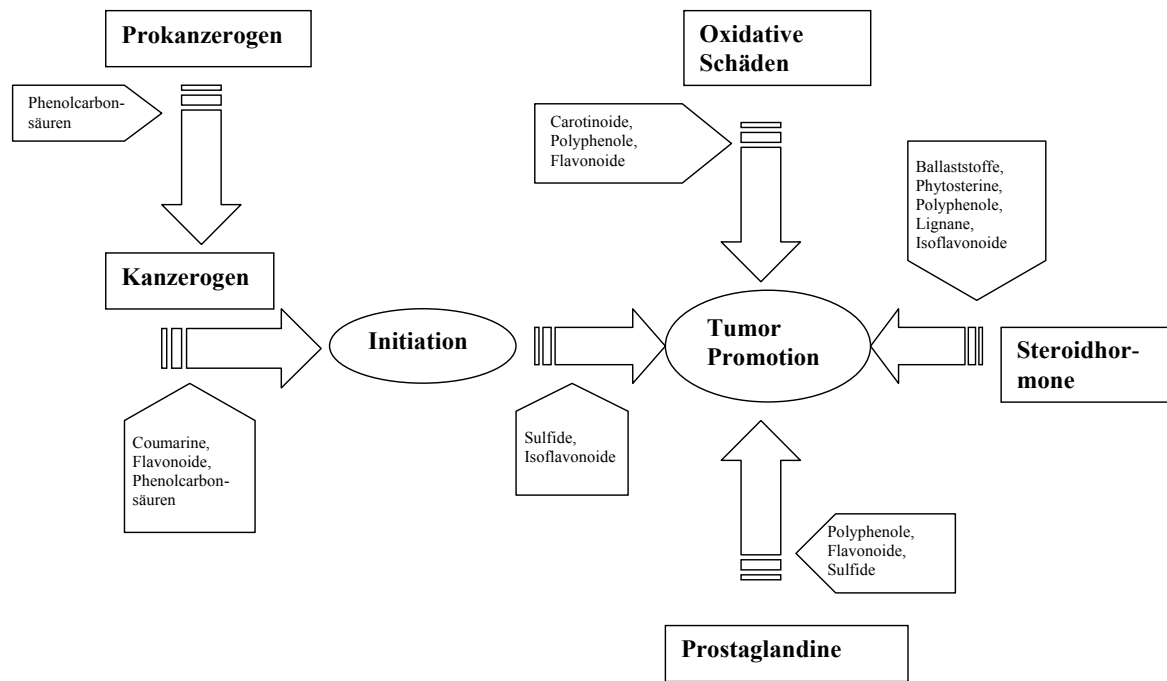 Prokanzerogen
Oxidative
Schäden
Phenolcarbon-
säuren
Carotinoide,
Polyphenole,
Flavonoide
Ballaststoffe,
Phytosterine,
Polyphenole,
Lignane,
Isoflavonoide
Kanzerogen
Initiation
Tumor
Promotion
Steroidhor-
mone
Coumarine,
Flavonoide,
Phenolcarbon-
säuren
Sulfide,
Isoflavonoide
Polyphenole,
Flavonoide,
Sulfide
Prostaglandine